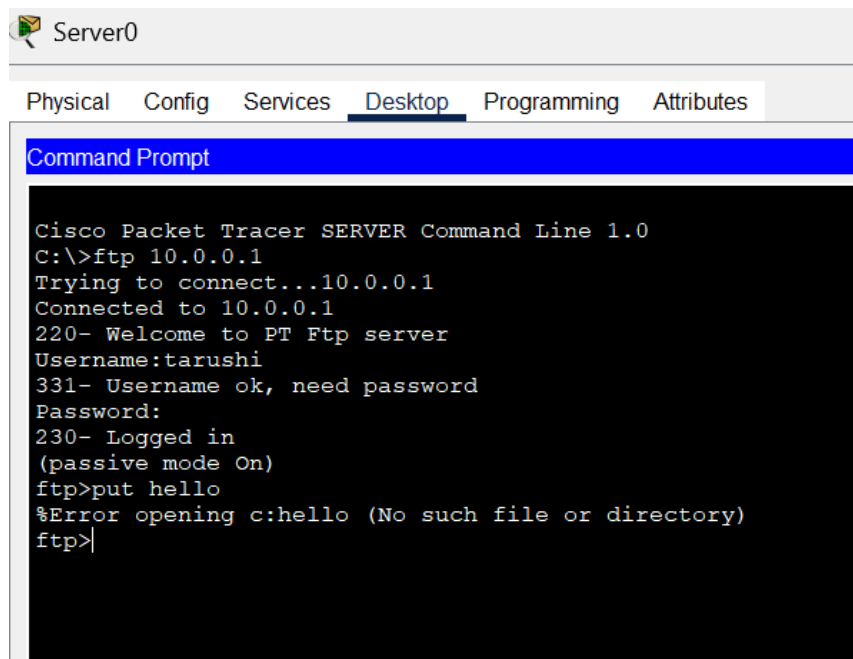 Server0
Physical Config Services Desktop Programming Attributes
Command Prompt
Cisco Packet Tracer SERVER Command Line 1.0
C:\>ftp 10.0.0.1
Trying to connect...10.0.0.1
Connected to 10.0.0.1
220- Welcome to PT Ftp server
Username:tarushi
331- Username ok, need password
Password:
230- Logged in
(passive mode On)
ftp>put hello
%Error opening c:hello (No such file or directory)
ftp>